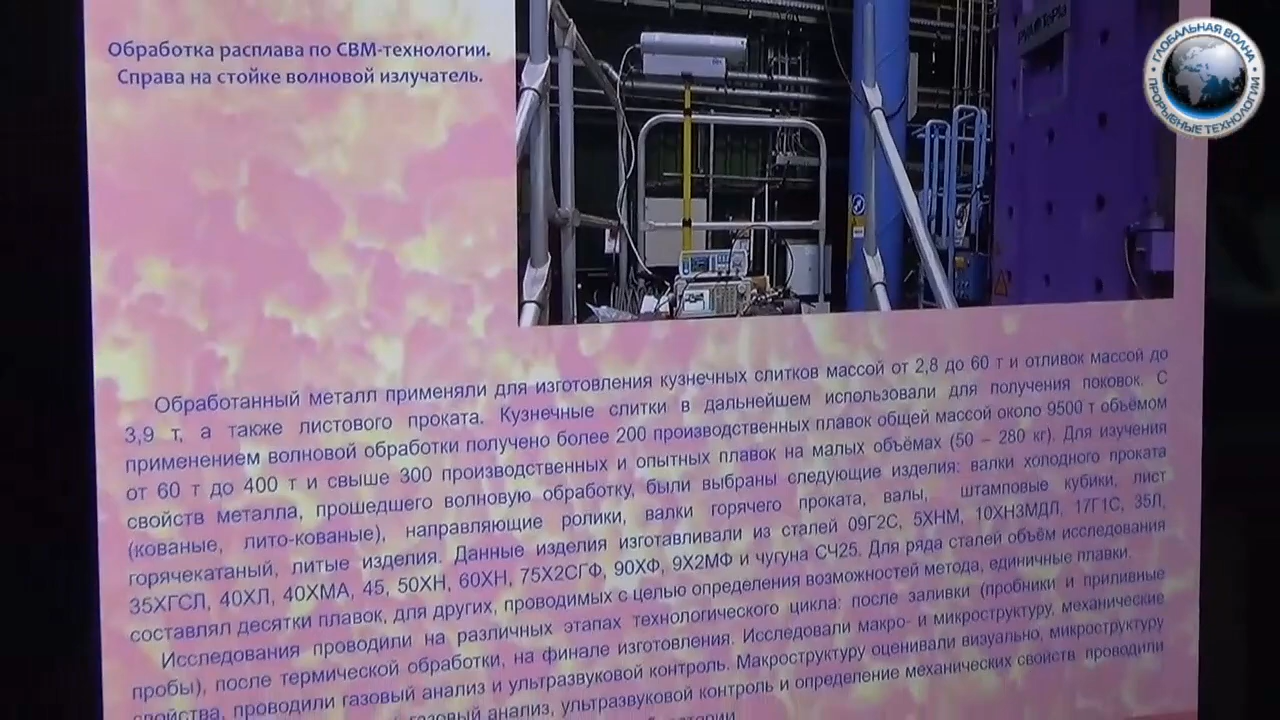 Обработка расплава по СВМ-технологии.
Справа на стойке волновой излучатель.
PVA TePla
ГЛОБАЛЬНАЯ ВОЛНА
ПРОРЫВНЫЕ ТЕХНОЛОГИИ
Обработанный металл применяли для изготовления кузнечных слитков массой от 2,8 до 60 т и отливок массой до
3,9 т, а также листового проката. Кузнечные слитки в дальнейшем использовали для получения поковок. С
применением волновой обработки получено более 200 производственных плавок общей массой около 9500 т объёмом
от 60 т до 400 т и свыше 300 производственных и опытных плавок на малых объёмах (50 – 280 кг). Для изучения
свойств металла, прошедшего волновую обработку, были выбраны следующие изделия: валки холодного проката
(кованые, лито-кованые), направляющие ролики, валки горячего проката, валы, штамповые кубики, лист
горячекатаный, литые изделия. Данные изделия изготавливали из сталей 09Г2С, 5ХНМ, 10ХН3МДЛ, 17Г1С, 35Л,
35ХГСЛ, 40ХЛ, 40ХМА, 45, 50ХН, 60ХН, 75Х2СГФ, 90ХФ, 9Х2МФ и чугуна СЧ25. Для ряда сталей объём исследования
составлял десятки плавок, для других, проводимых с целью определения возможностей метода, единичные плавки.
Исследования проводили на различных этапах технологического цикла: после заливки (пробники и приливные
пробы), после термической обработки, на финале изготовления. Исследовали макро- и микроструктуру, механические
свойства, проводили газовый анализ и ультразвуковой контроль. Макроструктуру оценивали визуально, микроструктуру
газовый анализ, ультразвуковой контроль и определение механических свойств проводили